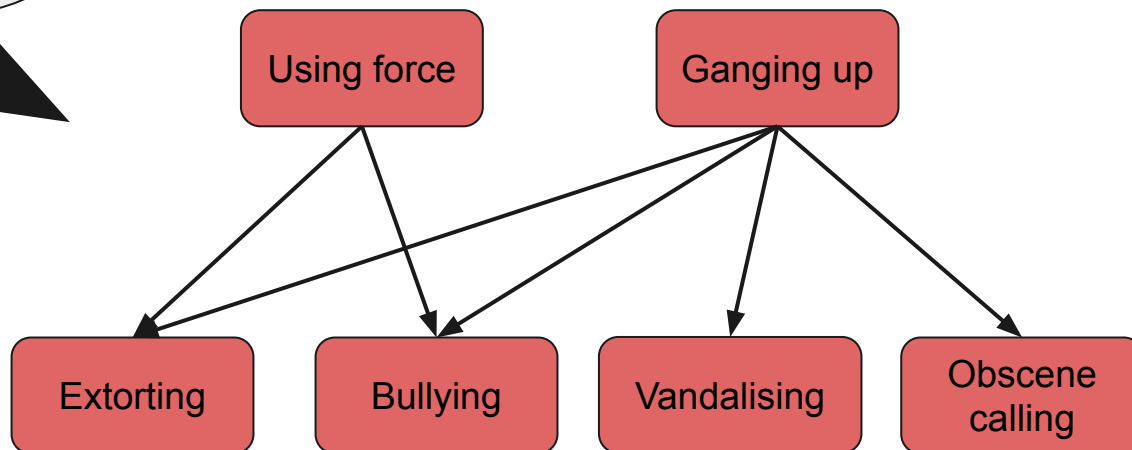 Using force
Ganging up
Extorting
Bullying
Vandalising
Obscene
calling